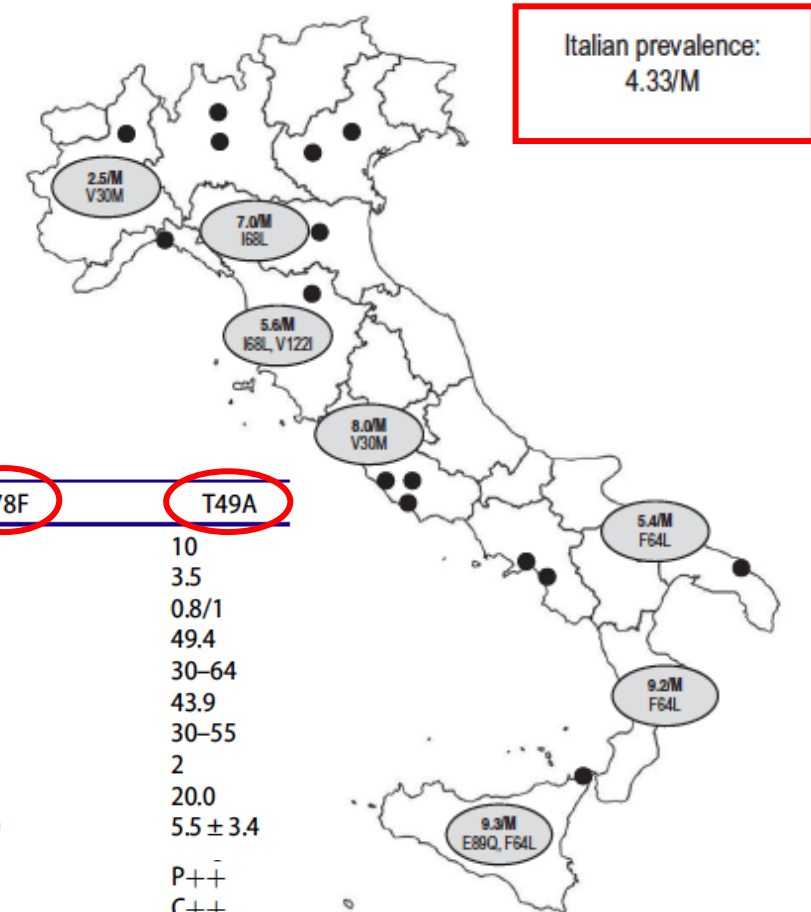 Italian prevalence:
4.33/M
2.5/M
V30M
7.0/M
I68L
5.6/M
I68L, V122I
8.0/M
V30M
5.4/M
F64L
9.2/M
F64L
9.3/M
E89Q, F64L
78F T49A
10
3.5
0.8/1
49.4
30–64
43.9
30–55
2
20.0
5.5 ± 3.4
P++
C++